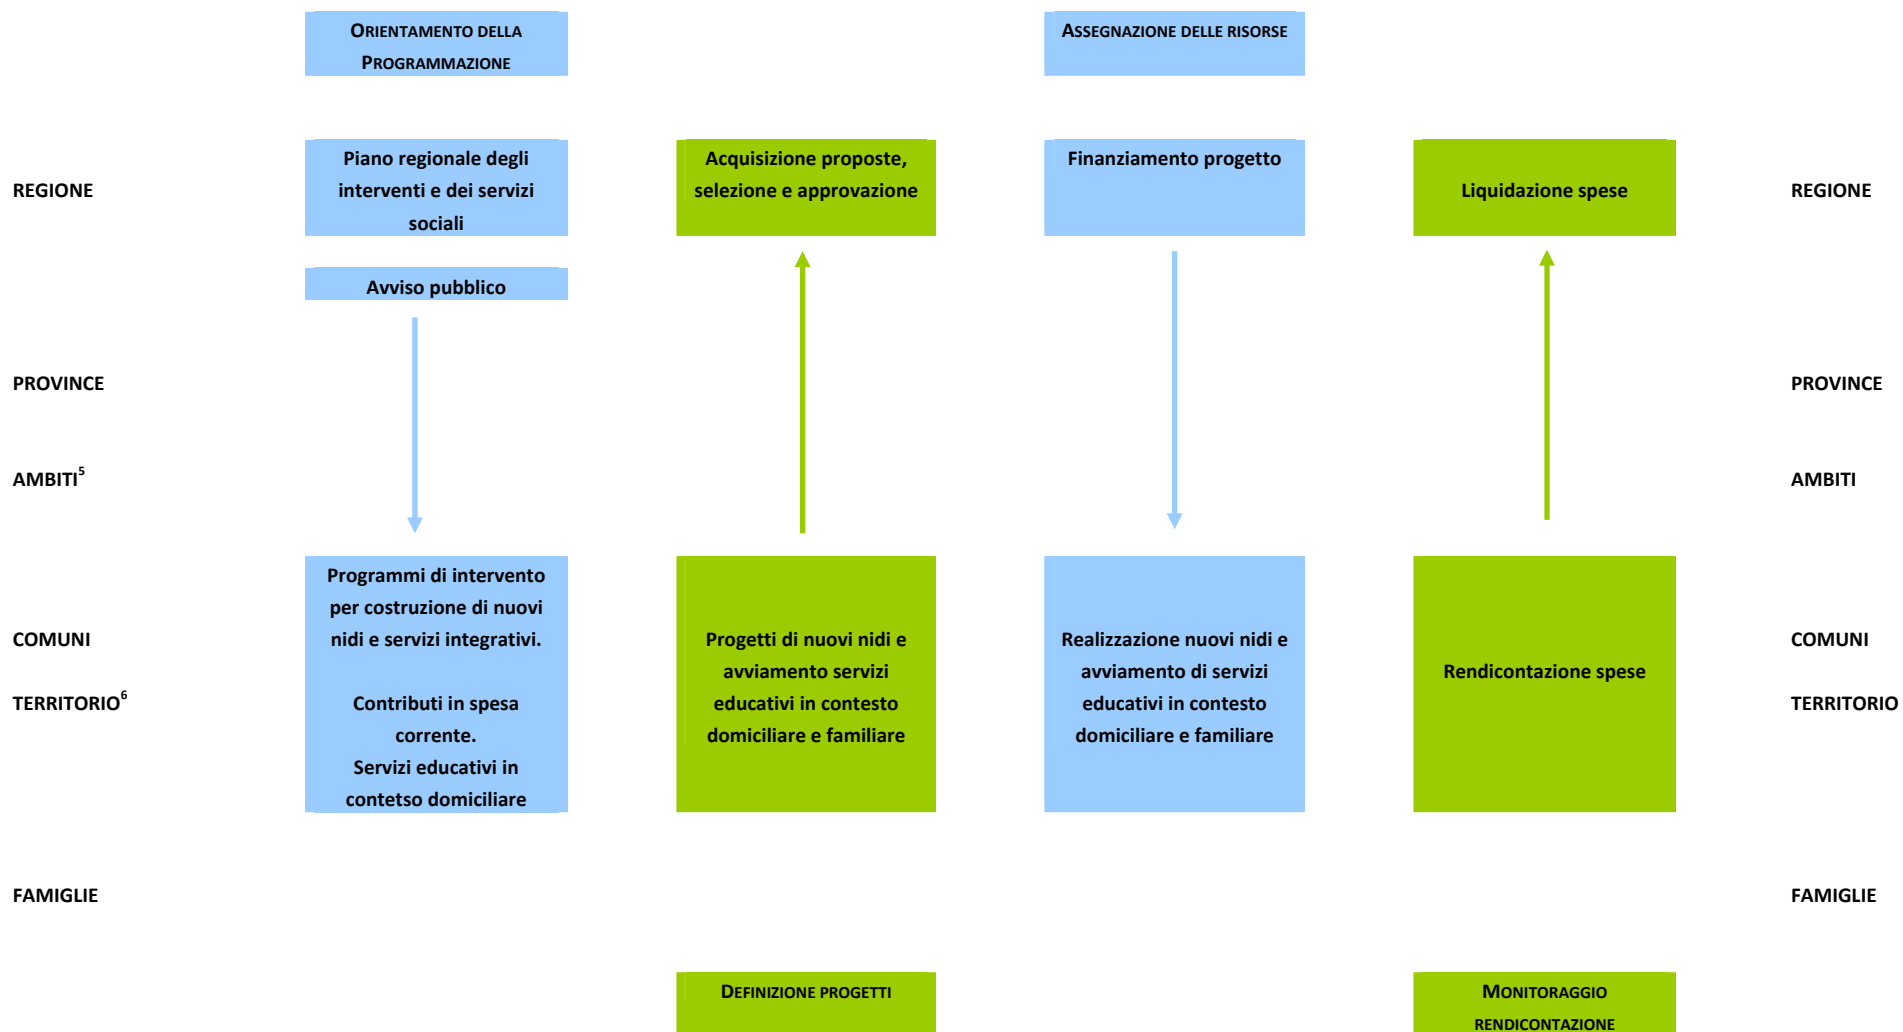 ORIENTAMENTO DELLA
PROGRAMMAZIONE
ASSEGNAZIONE DELLE RISORSE
REGIONE
Piano regionale degli
interventi e dei servizi
sociali
Acquisizione proposte,
selezione e approvazione
Finanziamento progetto
Liquidazione spese
REGIONE
Avviso pubblico
PROVINCE
PROVINCE
AMBITI5
AMBITI
COMUNI
TERRITORIO6
Programmi di intervento
per costruzione di nuovi
nidi e servizi integrativi.
Contributi in spesa
corrente.
Servizi educativi in
contetso domiciliare
Progetti di nuovi nidi e
avviamento servizi
educativi in contesto
domiciliare e familiare
Realizzazione nuovi nidi e
avviamento di servizi
educativi in contesto
domiciliare e familiare
Rendicontazione spese
COMUNI
TERRITORIO
FAMIGLIE
FAMIGLIE
DEFINIZIONE PROGETTI
MONITORAGGIO
RENDICONTAZIONE